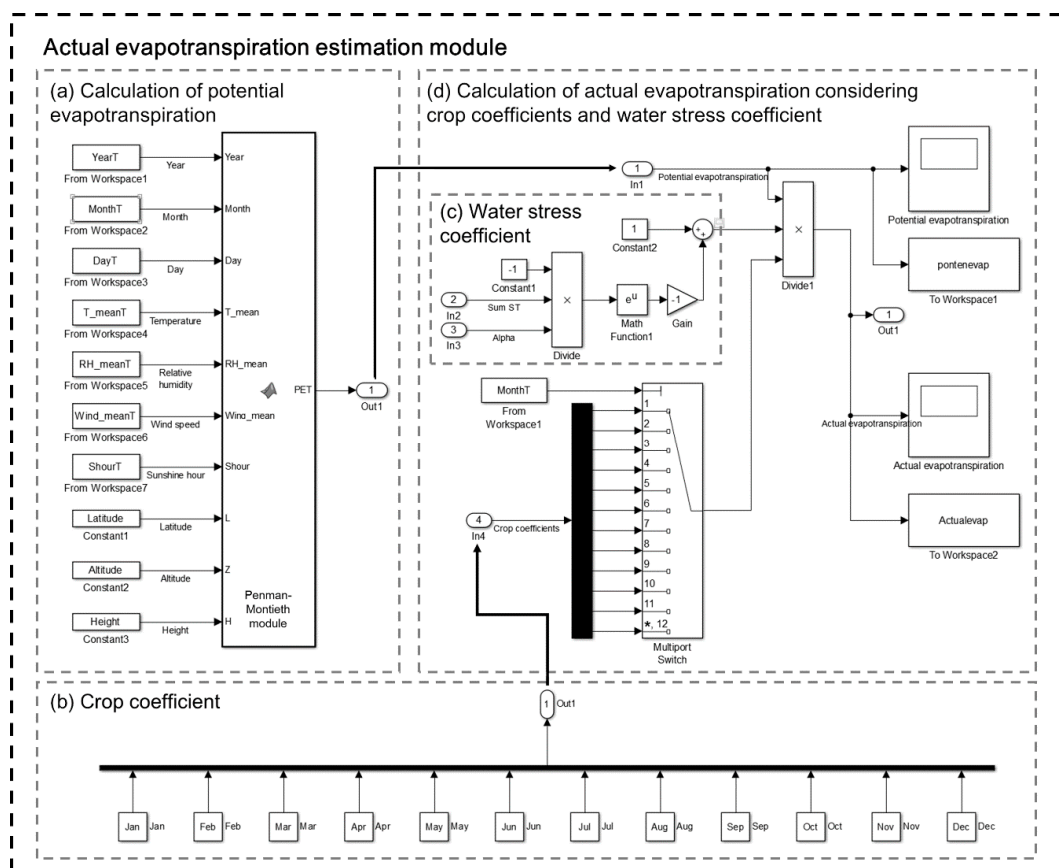 Actual evapotranspiration estimation module
(a) Calculation of potential
evapotranspiration
YearT
From Workspace1
Year
Year
MonthT
From Workspace2
Month
Month
DayT
From Workspace3
Day
Day
T_meanT
From Workspace4
Temperature
T_mean
RH_meanT
From Workspace5
Relative
humidity
RH_mean
Wind_meanT
From Workspace6
Wind speed
Wind_mean
ShourT
From Workspace7
Sunshine hour
Shour
Latitude
Constant1
Latitude
L
Altitude
Constant2
Altitude
Z
Height
Constant3
Height
H
Penman-
Montieth
module
PET
1
Out1
(d) Calculation of actual evapotranspiration considering
crop coefficients and water stress coefficient
1
In1
Potential evapotranspiration
Potential evapotranspiration
pontenevap
To Workspace1
(c) Water stress
coefficient
1
Constant2
+
+
-1
Constant1
2
In2
Sum ST
3
In3
Alpha
×
Divide
e^u
Math
Function1
-1
Gain
×
Divide1
1
Out1
MonthT
From
Workspace1
4
In4
Crop coefficients
1
2
3
4
5
6
7
8
9
10
11
*, 12
Multiport
Switch
Actual evapotranspiration
Actual evapotranspiration
Actualevap
To Workspace2
(b) Crop coefficient
1
Out1
Jan Jan
Feb Feb
Mar Mar
Apr Apr
May May
Jun Jun
Jul Jul
Aug Aug
Sep Sep
Oct Oct
Nov Nov
Dec Dec